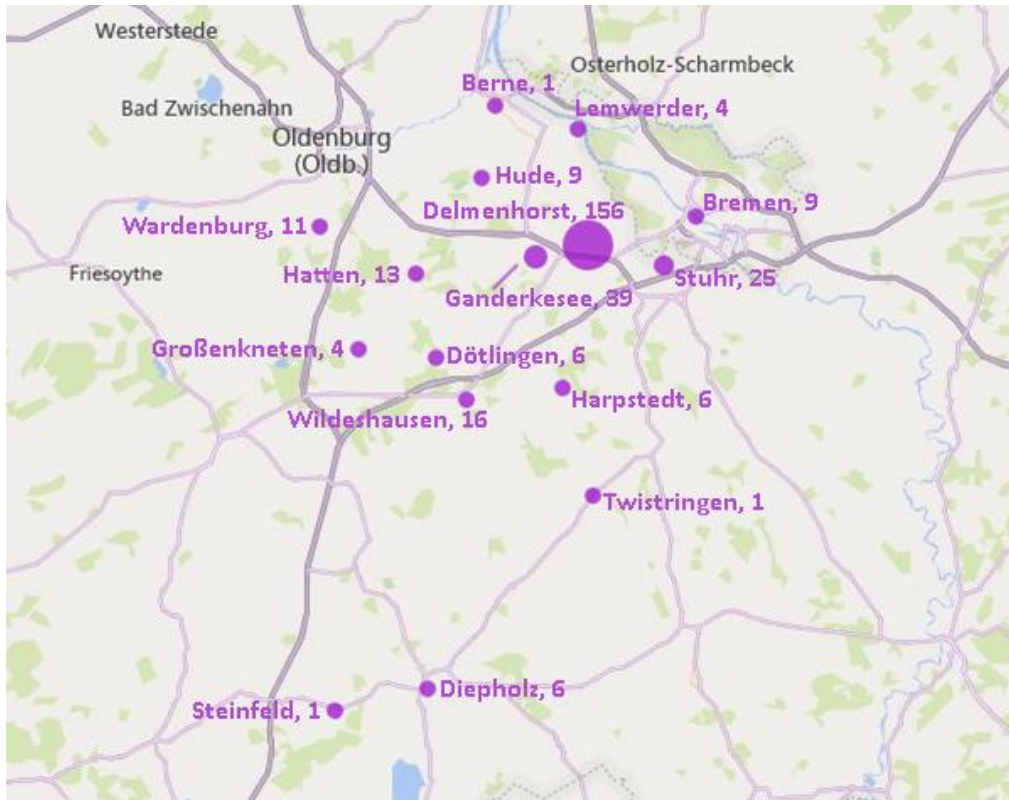 Westerstede
Osterholz-Scharmbeck
Berne, 1
Bad Zwischenahn
Lemwerder, 4
Oldenburg
(Oldb.)
Hude, 9
Delmenhorst, 156
Bremen, 9
Wardenburg, 11
Friesoythe
Hatten, 13
Stuhr, 25
Ganderkesee, 39
Großenkneten, 4
Dötlingen, 6
Harpstedt, 6
Wildeshausen, 16
Twistringen, 1
Diepholz, 6
Steinfeld, 1